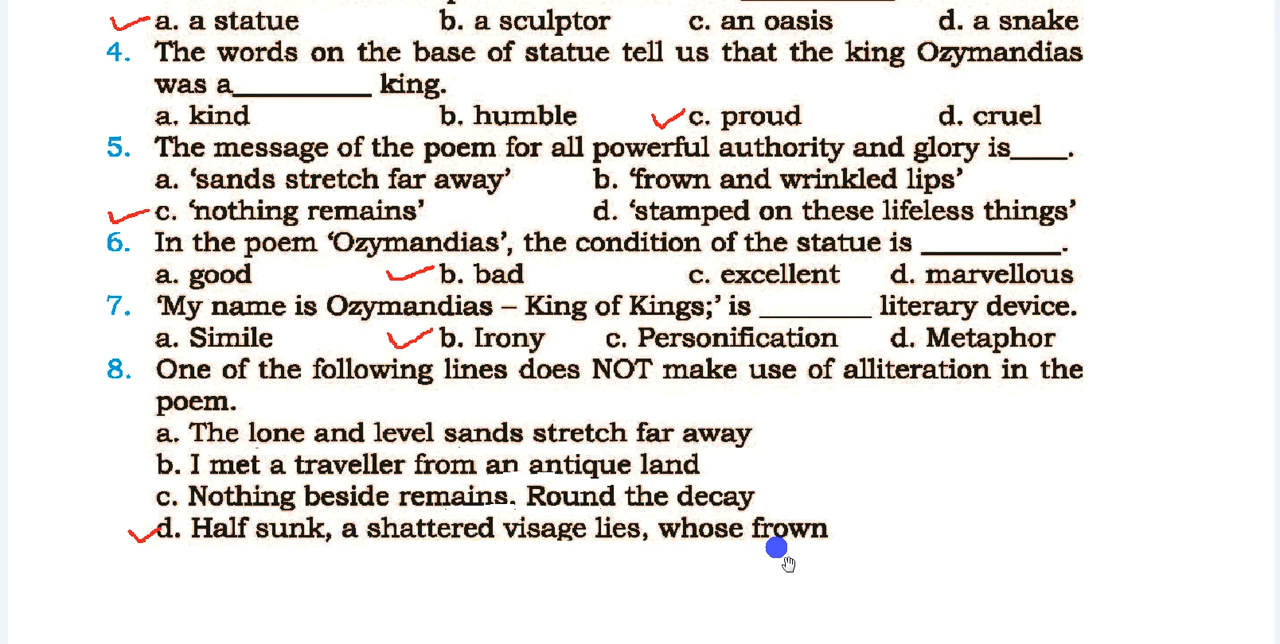 a. a statue b. a sculptor c. an oasis d. a snake
4. The words on the base of statue tell us that the king Ozymandias
was a__________ king.
a. kind b. humble c. proud d. cruel
5. The message of the poem for all powerful authority and glory is____.
a. ‘sands stretch far away’ b. ‘frown and wrinkled lips’
c. ‘nothing remains’ d. ‘stamped on these lifeless things’
6. In the poem ‘Ozymandias’, the condition of the statue is __________.
a. good b. bad c. excellent d. marvellous
7. ‘My name is Ozymandias – King of Kings;’ is ________ literary device.
a. Simile b. Irony c. Personification d. Metaphor
8. One of the following lines does NOT make use of alliteration in the
poem.
a. The lone and level sands stretch far away
b. I met a traveller from an antique land
c. Nothing beside remains. Round the decay
d. Half sunk, a shattered visage lies, whose frown